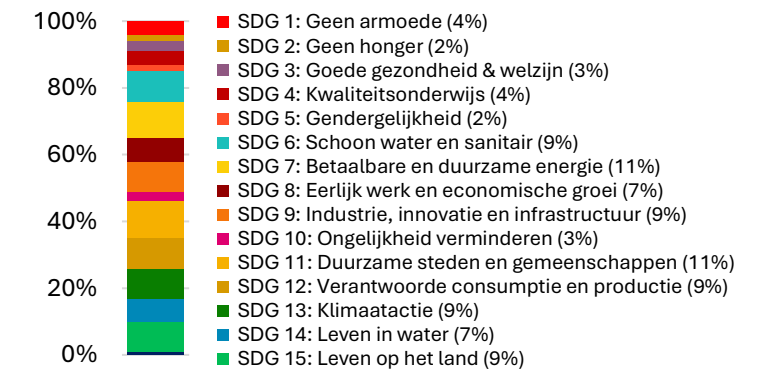 100%
80%
60%
40%
20%
0%
SDG 1: Geen armoede (4%)
SDG 2: Geen honger (2%)
SDG 3: Goede gezondheid & welzijn (3%)
SDG 4: Kwaliteitsonderwijs (4%)
SDG 5: Gendergelijkheid (2%)
SDG 6: Schoon water en sanitair (9%)
SDG 7: Betaalbare en duurzame energie (11%)
SDG 8: Eerlijk werk en economische groei (7%)
SDG 9: Industrie, innovatie en infrastructuur (9%)
SDG 10: Ongelijkheid verminderen (3%)
SDG 11: Duurzame steden en gemeenschappen (11%)
SDG 12: Verantwoorde consumptie en productie (9%)
SDG 13: Klimaatactie (9%)
SDG 14: Leven in water (7%)
SDG 15: Leven op het land (9%)